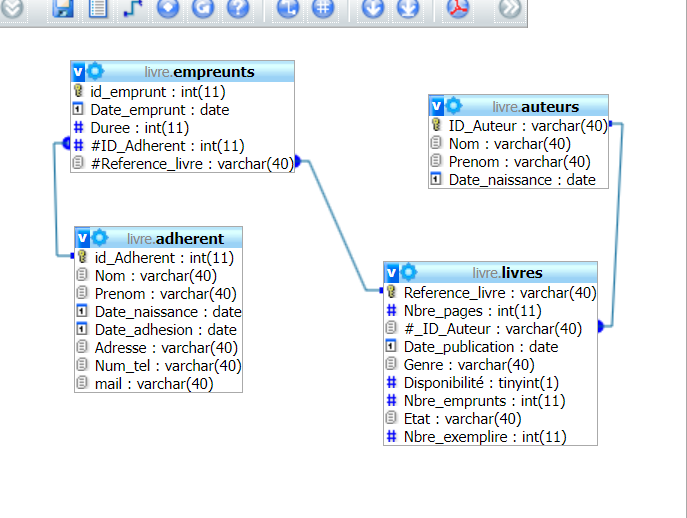 livre.empreunts
id_emprunt : int(11)
Date_emprunt : date
Duree : int(11)
#ID_Adherent : int(11)
#Reference_livre : varchar(40)
livre.auteurs
ID_Auteur : varchar(40)
Nom : varchar(40)
Prenom : varchar(40)
Date_naissance : date
livre.adherent
id_Adherent : int(11)
Nom : varchar(40)
Prenom : varchar(40)
Date_naissance : date
Date_adhesion : date
Adresse : varchar(40)
Num_tel : varchar(40)
mail : varchar(40)
livre.livres
Reference_livre : varchar(40)
Nbre_pages : int(11)
#_ID_Auteur : varchar(40)
Date_publication : date
Genre : varchar(40)
Disponibilité : tinyint(1)
Nbre_emprunts : int(11)
Etat : varchar(40)
Nbre_exemplire : int(11)